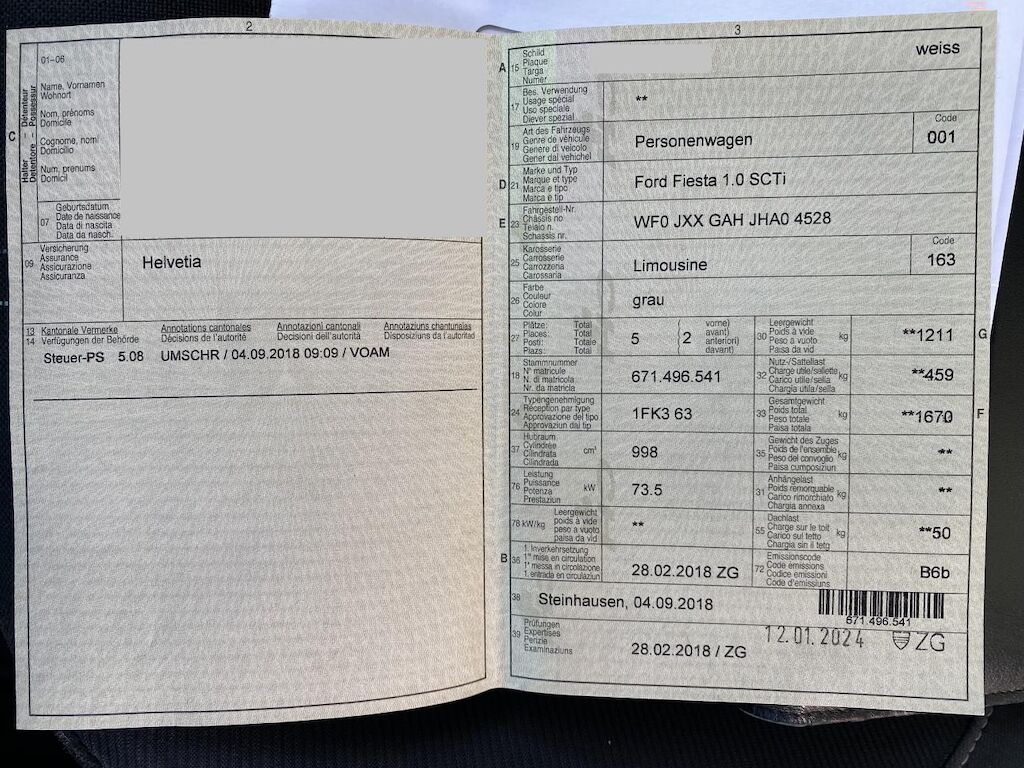 2
01-06
Name, Vornamen
Wohnort
Nom, prénoms
Domicile
Cognome, nomi
Domicilio
Num, prenums
Domicil
C
Halter – Détenteur
Detentore – Possessur
07
Geburtsdatum
Date de naissance
Data di nascita
Data da nasch.
09
Versicherung
Assurance
Assicurazione
Assicuranza
Helvetia
13 Kantonale Vermerke Annotations cantonales Annotazioni cantonali Annotaziuns chantunalas
14 Verfügungen der Behörde Décisions de l'autorité Decisioni dell'autorità Disposiziuns da l'autoritad
Steuer-PS 5.08 UMSCHR / 04.09.2018 09:09 / VOAM
3
A 15
Schild
Plaque
Targa
Numer
weiss
17
Bes. Verwendung
Usage spécial
Uso speciale
Diever spezial
**
19
Art des Fahrzeugs
Genre de véhicule
Genere di veicolo
Gener dal vehichel
Personenwagen
Code
001
D 21
Marke und Typ
Marque et type
Marca e tipo
Marca e tip
Ford Fiesta 1.0 SCTi
E 23
Fahrgestell-Nr.
Châssis no
Telaio n.
Schassis nr.
WF0 JXX GAH JHA0 4528
25
Karosserie
Carrosserie
Carrozzeria
Carossaria
Limousine
Code
163
26
Farbe
Couleur
Colore
Colur
grau
27
Plätze: Total
Places: Total
Posti: Totale
Plazs: Total
5
( 2
vorne)
avant)
anteriori)
davant)
30
Leergewicht
Poids à vide
Peso a vuoto
Paisa da vid
kg
**1211
G
18
Stammnummer
N° matricule
N. di matricola
Nr. da matricla
671.496.541
32
Nutz-/Sattellast
Charge utile/sellette
Carico utile/sella
Chargia utila/sella
kg
**459
24
Typengenehmigung
Réception par type
Approvazione del tipo
Approvaziun dal tip
1FK3 63
33
Gesamtgewicht
Poids total
Peso totale
Paisa totala
kg
**1670
F
37
Hubraum
Cylindrée
Cilindrata
Cilindrada
cm³
998
35
Gewicht des Zuges
Poids de l'ensemble
Peso del convoglio
Paisa cumposiziun
kg
**
76
Leistung
Puissance
Potenza
Prestaziun
kW
73.5
31
Anhängelast
Poids remorquable
Carico rimorchiato
Chargia annexa
kg
**
78 kW/kg
Leergewicht
poids à vide
peso a vuoto
paisa da vid
**
55
Dachlast
Charge sur le toit
Carico sul tetto
Chargia sin il tetg
kg
**50
B 36
1. Inverkehrsetzung
1re mise en circulation
1a messa in circolazione
1. entrada en circulaziun
28.02.2018 ZG
72
Emissionscode
Code émissions
Codice emissioni
Code d'emissiuns
B6b
38
Steinhausen, 04.09.2018
671.496.541
39
Prüfungen
Expertises
Perizie
Examinaziuns
28.02.2018 / ZG
12.01.2024 ZG